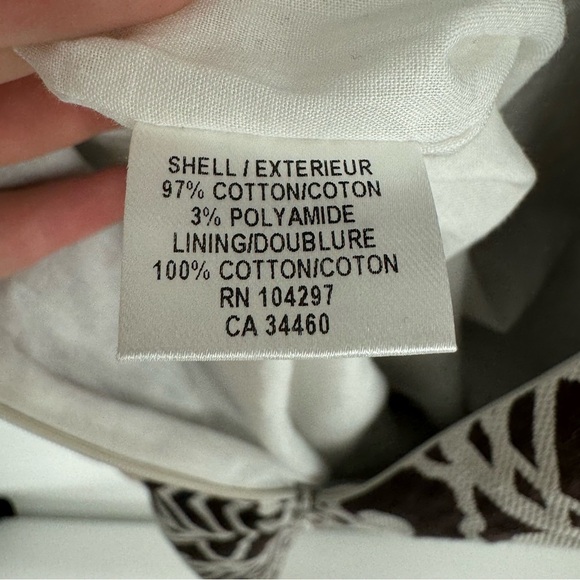 SHELL / EXTERIEUR
97% COTTON/COTON
3% POLYAMIDE
LINING/DOUBLURE
100% COTTON/COTON
RN 104297
CA 34460